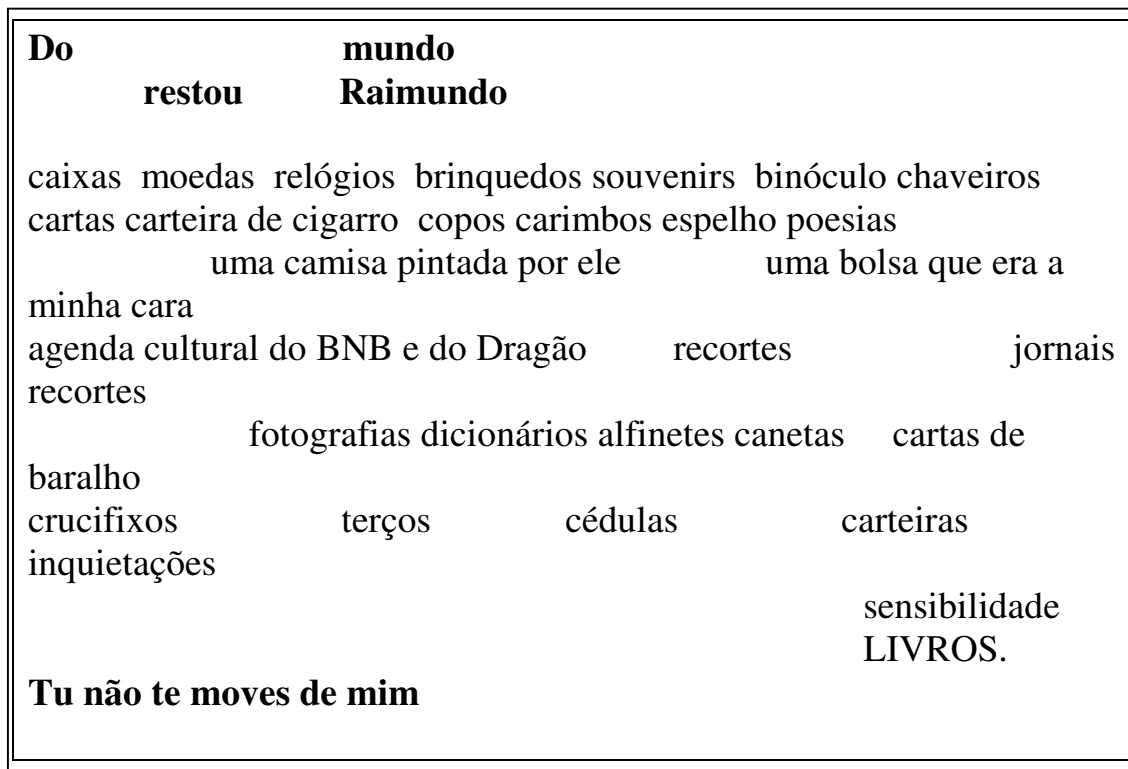 Do mundo
restou Raimundo
caixas moedas relógios brinquedos souvenirs binóculo chaveiros
cartas carteira de cigarro copos carimbos espelho poesias
uma camisa pintada por ele uma bolsa que era a
minha cara
agenda cultural do BNB e do Dragão recortes jornais
recortes
fotografias dicionários alfinetes canetas cartas de
baralho
crucifixos terços cédulas carteiras
inquietações
sensibilidade
LIVROS.
Tu não te moves de mim